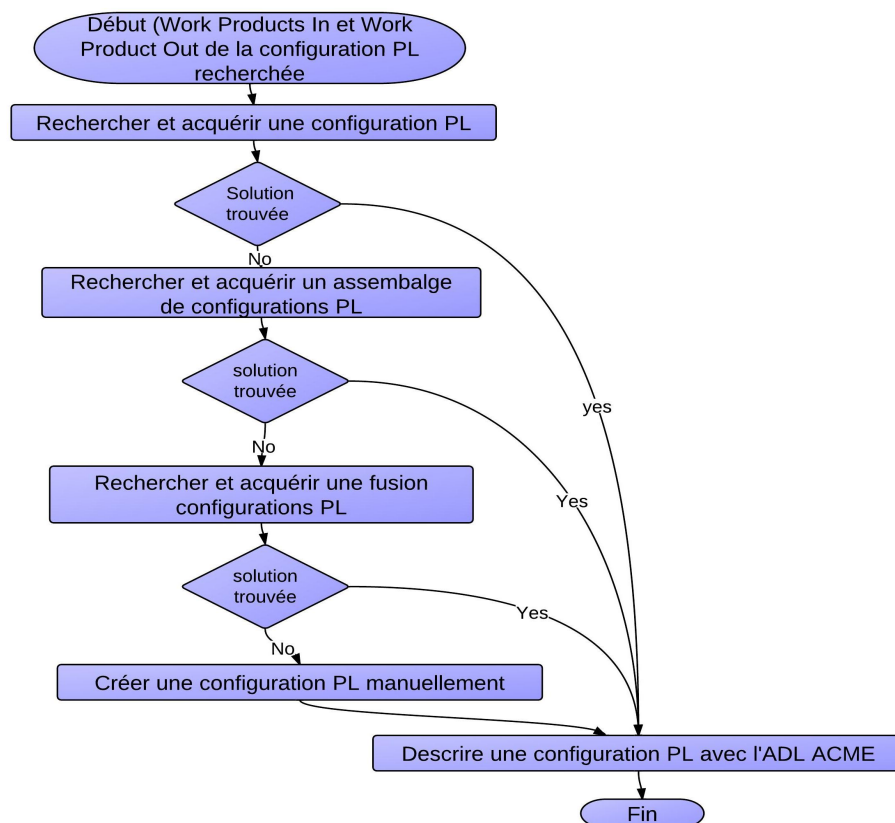 Début (Work Products In et Work
Product Out de la configuration PL
recherchée
Rechercher et acquérir une configuration PL
Solution
trouvée
No
Rechercher et acquérir un assembalge
de configurations PL
solution
trouvée
yes
No
Yes
Rechercher et acquérir une fusion
configurations PL
solution
trouvée
Yes
No
Créer une configuration PL manuellement
Descrire une configuration PL avec l'ADL ACME
Fin